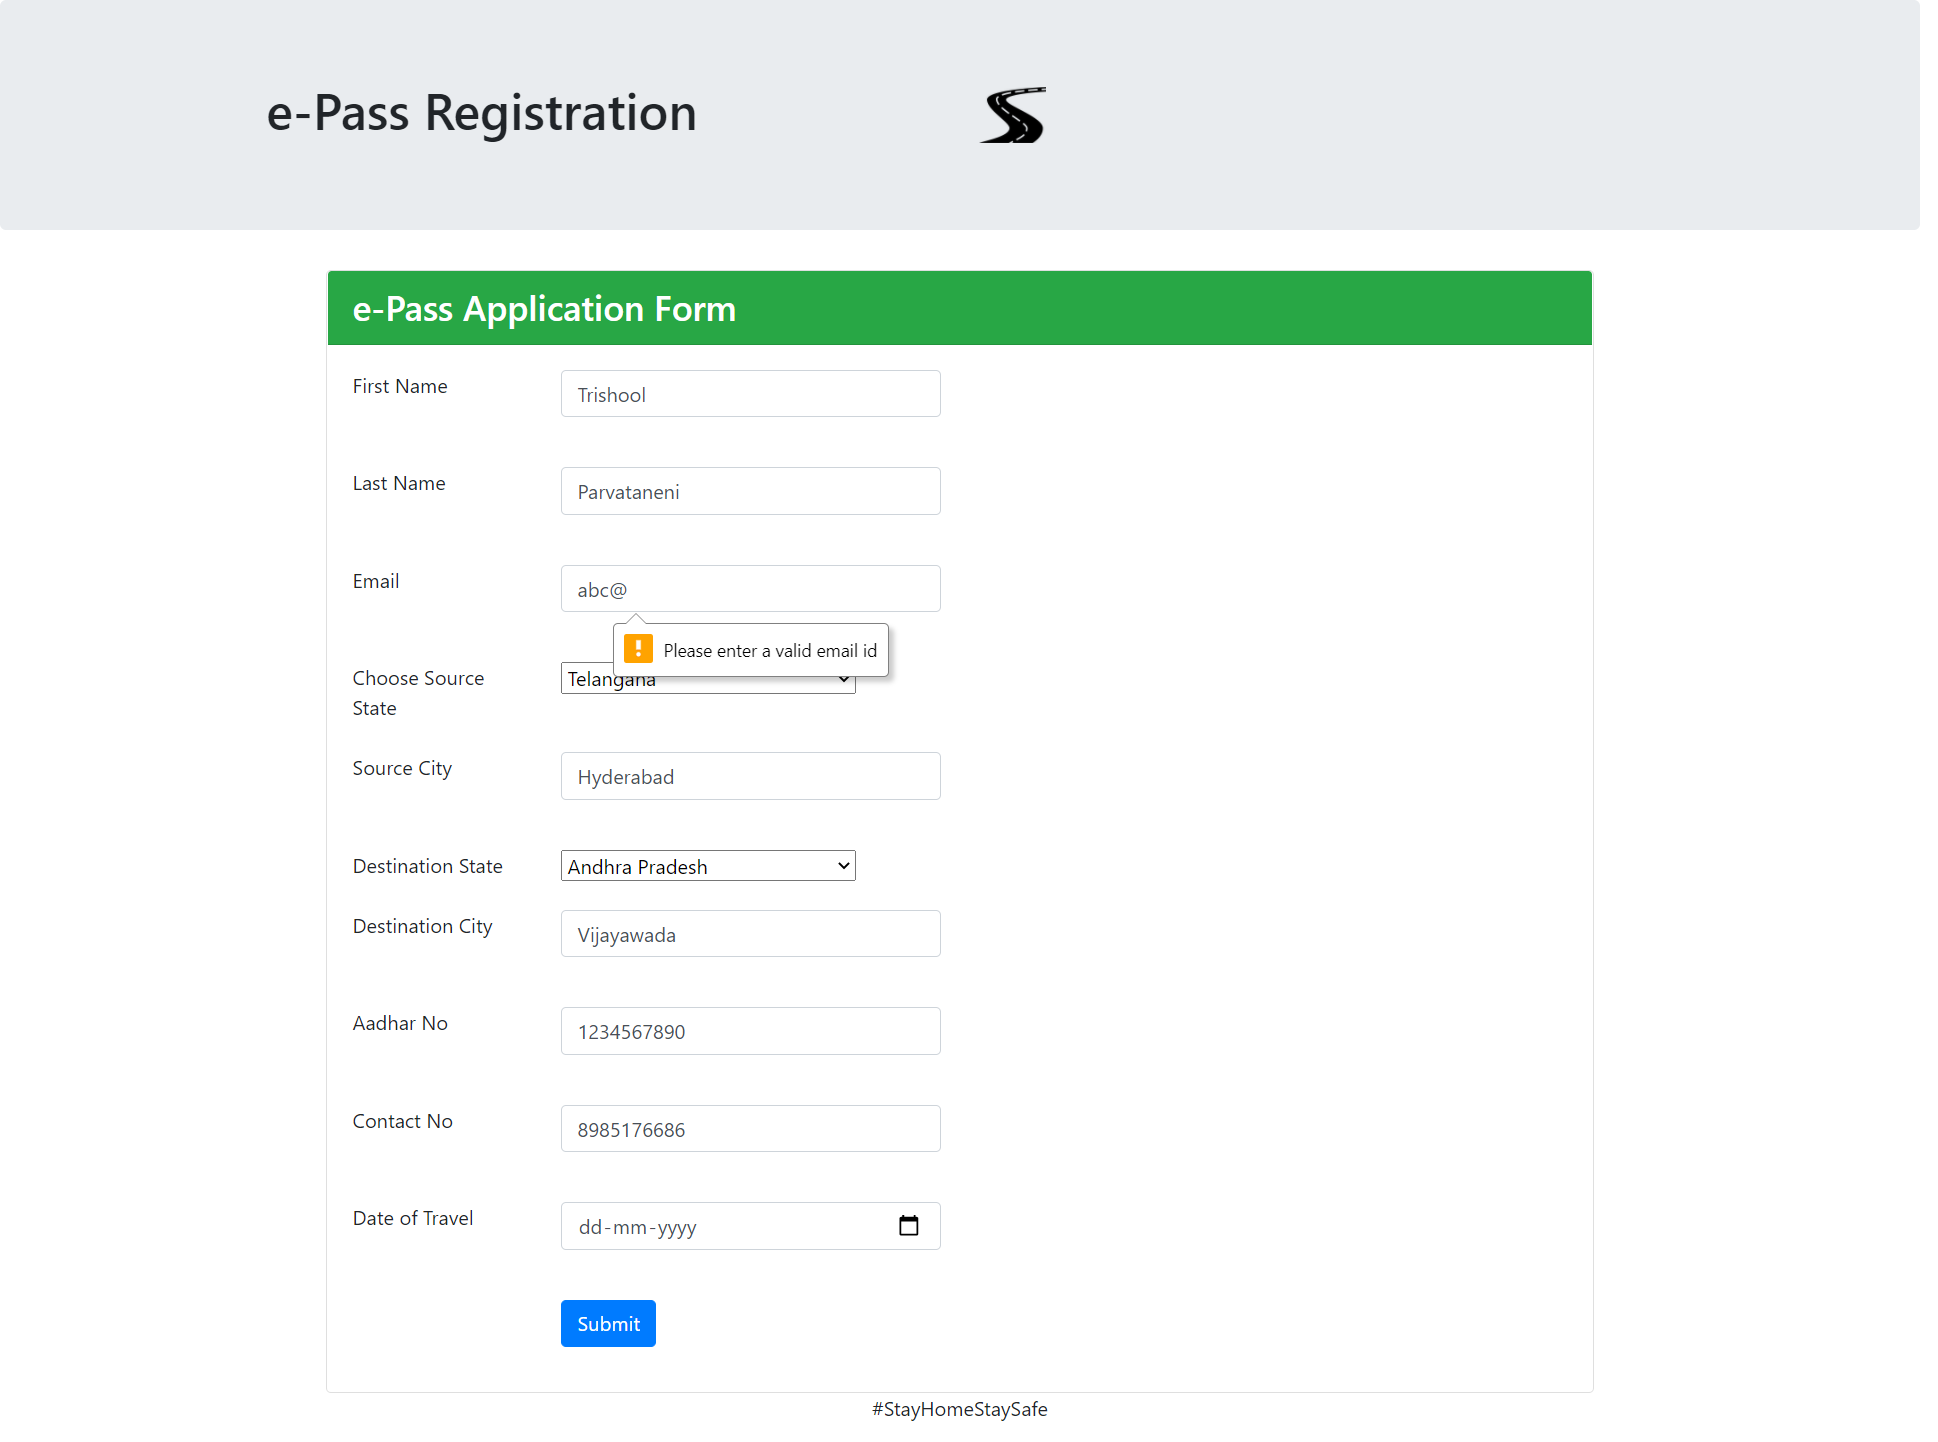 e-Pass Registration
e-Pass Application Form
First Name
Trishool
Last Name
Parvataneni
Email
abc@
Please enter a valid email id
Choose Source
State
Telangana
Source City
Hyderabad
Destination State
Andhra Pradesh
Destination City
Vijayawada
Aadhar No
1234567890
Contact No
8985176686
Date of Travel
dd-mm-yyyy
Submit
#StayHomeStaySafe